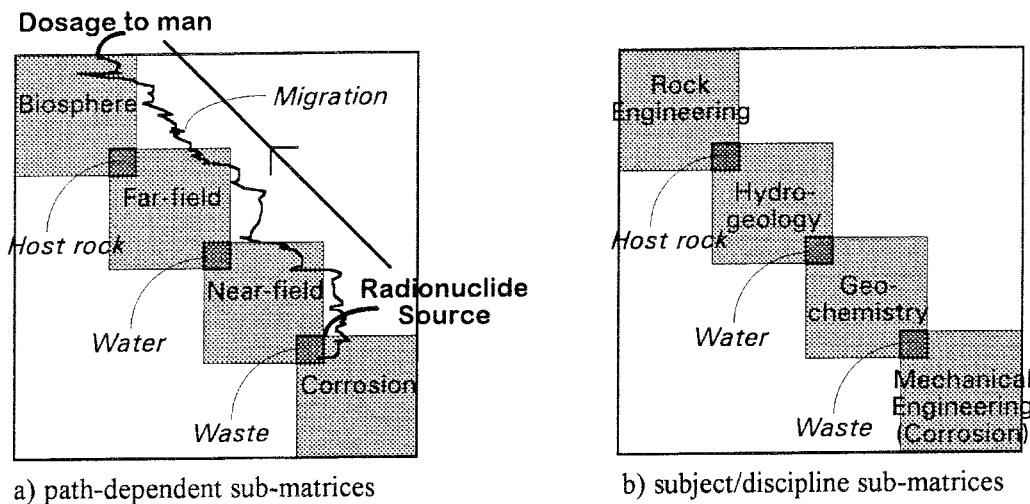 Dosage to man
Biosphere
Migration
Far-field
Host rock
Near-field
Radionuclide
Source
Water
Corrosion
Waste
a) path-dependent sub-matrices
Rock
Engineering
Hydro-
geology
Host rock
Geo-
chemistry
Water
Mechanical
Engineering
(Corrosion)
Waste
b) subject/discipline sub-matrices